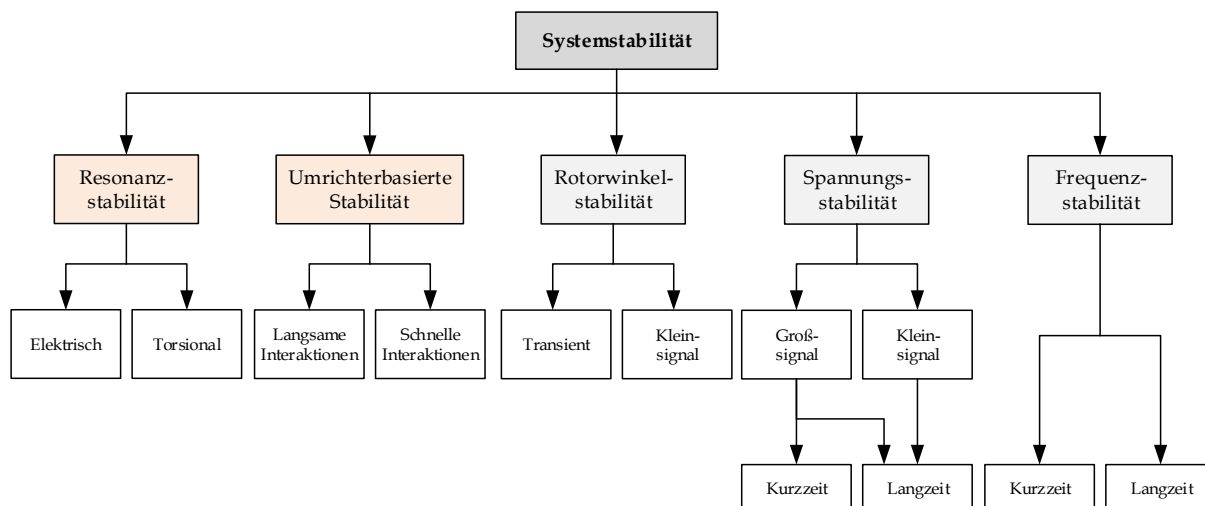 Systemstabilität
Resonanz-
stabilität
Umrichterbasierte
Stabilität
Rotorwinkel-
stabilität
Spannungs-
stabilität
Frequenz-
stabilität
Elektrisch
Torsional
Langsame
Interaktionen
Schnelle
Interaktionen
Transient
Klein-
signal
Groß-
signal
Klein-
signal
Kurzzeit
Langzeit
Kurzzeit
Langzeit